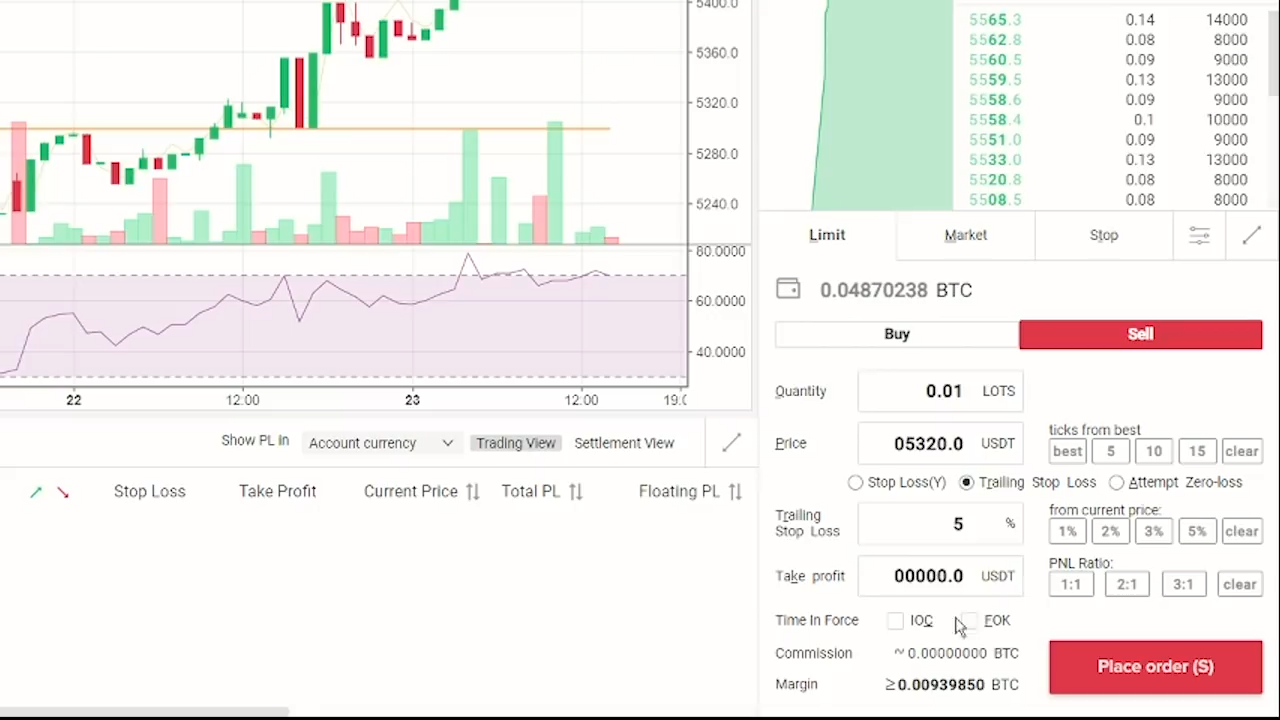 5400.0
5360.0
5320.0
5280.0
5240.0
80.0000
60.0000
40.0000
22 12:00 23 12:00
Show PL in Account currency Trading View Settlement View
Stop Loss Take Profit Current Price Total PL Floating PL
5565.3 0.14 14000
5562.8 0.08 8000
5560.5 0.09 9000
5559.5 0.13 13000
5558.6 0.09 9000
5558.4 0.1 10000
5551.0 0.09 9000
5533.0 0.13 13000
5520.8 0.08 8000
5508.5 0.08 8000
Limit Market Stop
0.04870238 BTC
Buy Sell
Quantity 0.01 LOTS
ticks from best
Price 05320.0 USDT best 5 10 15 clear
Stop Loss(Y) Trailing Stop Loss Attempt Zero-loss
from current price:
Trailing
Stop Loss 5 % 1% 2% 3% 5% clear
PNL Ratio:
Take profit 00000.0 USDT 1:1 2:1 3:1 clear
Time In Force IOC FOK
Commission ~0.00000000 BTC
Margin ≥0.00939850 BTC
Place order (S)